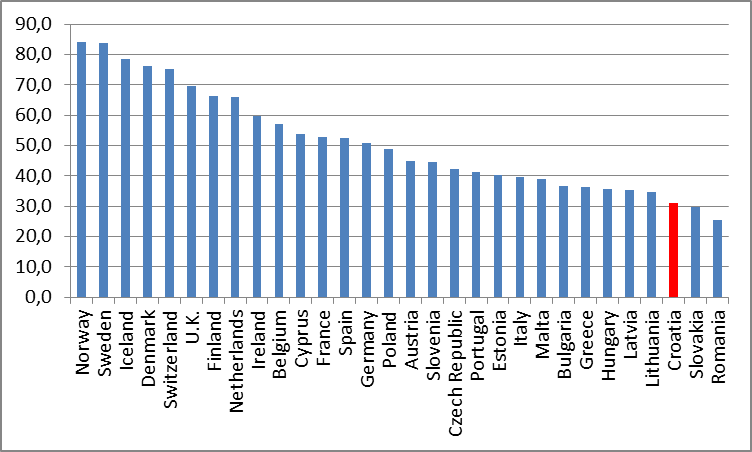 90,0
80,0
70,0
60,0
50,0
40,0
30,0
20,0
10,0
0,0
Norway
Sweden
Iceland
Denmark
Switzerland
U.K.
Finland
Netherlands
Ireland
Belgium
Cyprus
France
Spain
Germany
Poland
Austria
Slovenia
Czech Republic
Portugal
Estonia
Italy
Malta
Bulgaria
Greece
Hungary
Latvia
Lithuania
Croatia
Slovakia
Romania